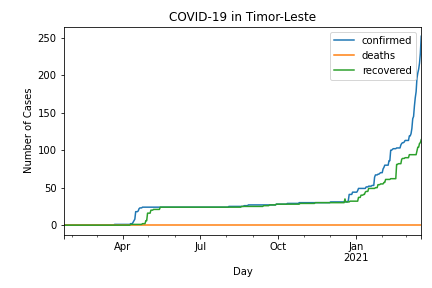 COVID-19 in Timor-Leste
confirmed
deaths
recovered
Number of Cases
250
200
150
100
50
0
Apr
Jul
Oct
Jan
2021
Day